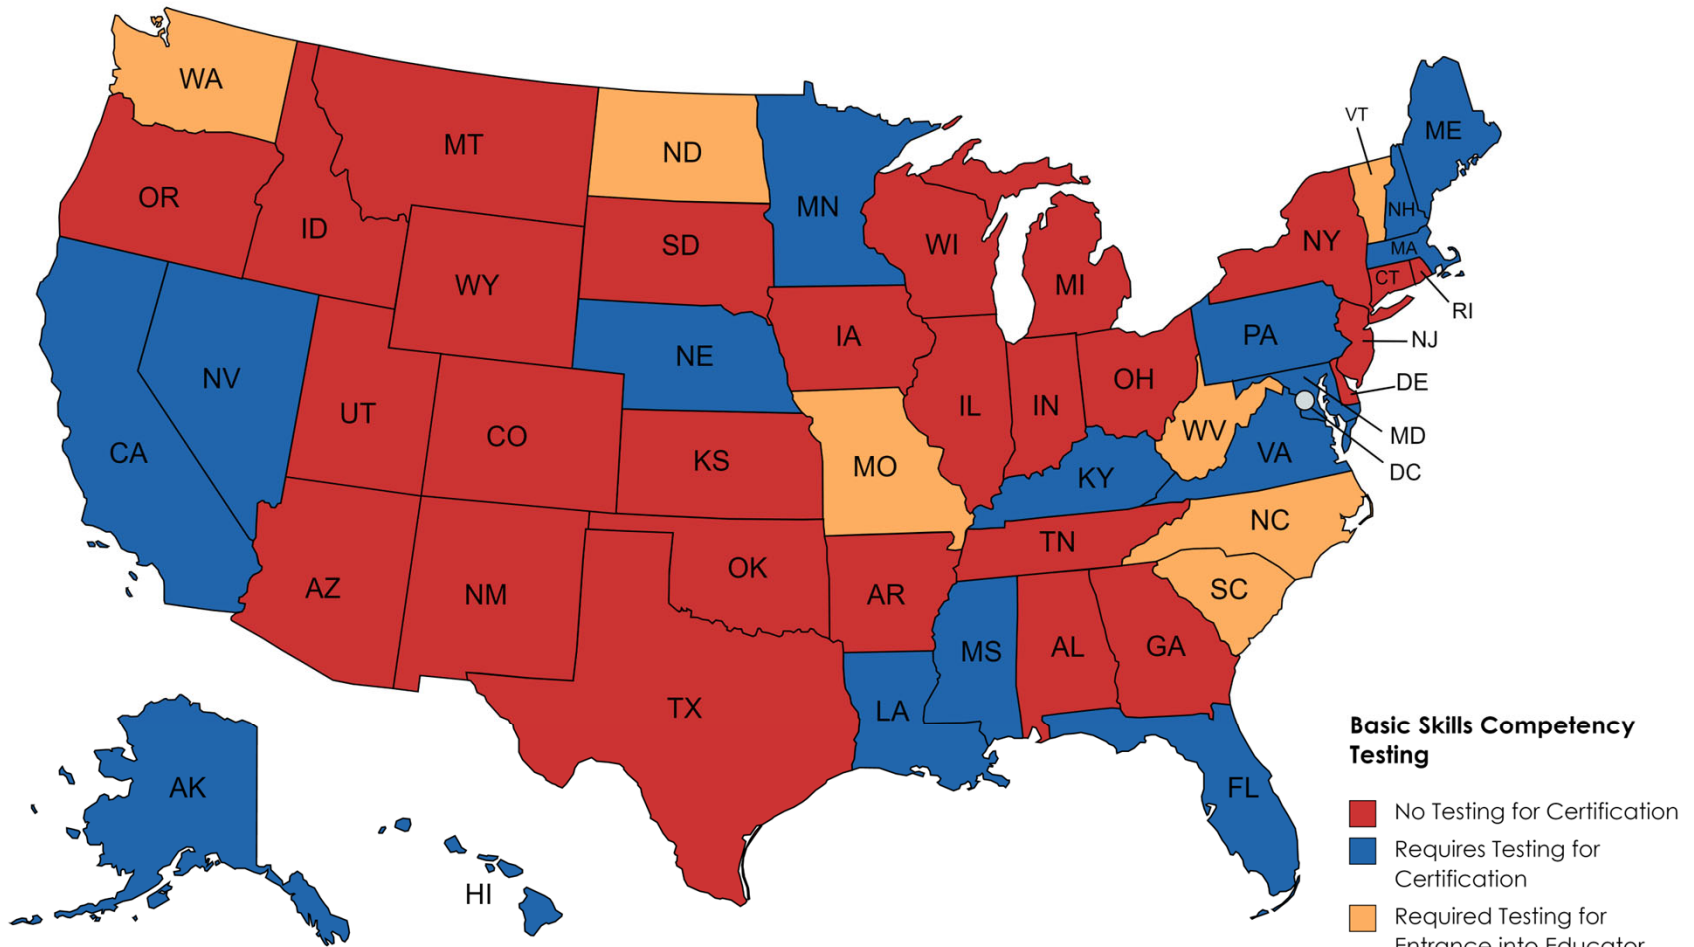 WA
MT
ND
MN
OR
ID
WY
SD
WI
MI
VT
ME
NH
NY
MA
CT
RI
NV
UT
CO
NE
IA
IL
IN
OH
PA
NJ
DE
MD
DC
CA
KS
MO
KY
WV
VA
AZ
NM
OK
AR
TN
NC
SC
TX
LA
MS
AL
GA
FL
AK
HI
Basic Skills Competency
Testing
No Testing for Certification
Requires Testing for
Certification
Required Testing for
Entrance into Educator